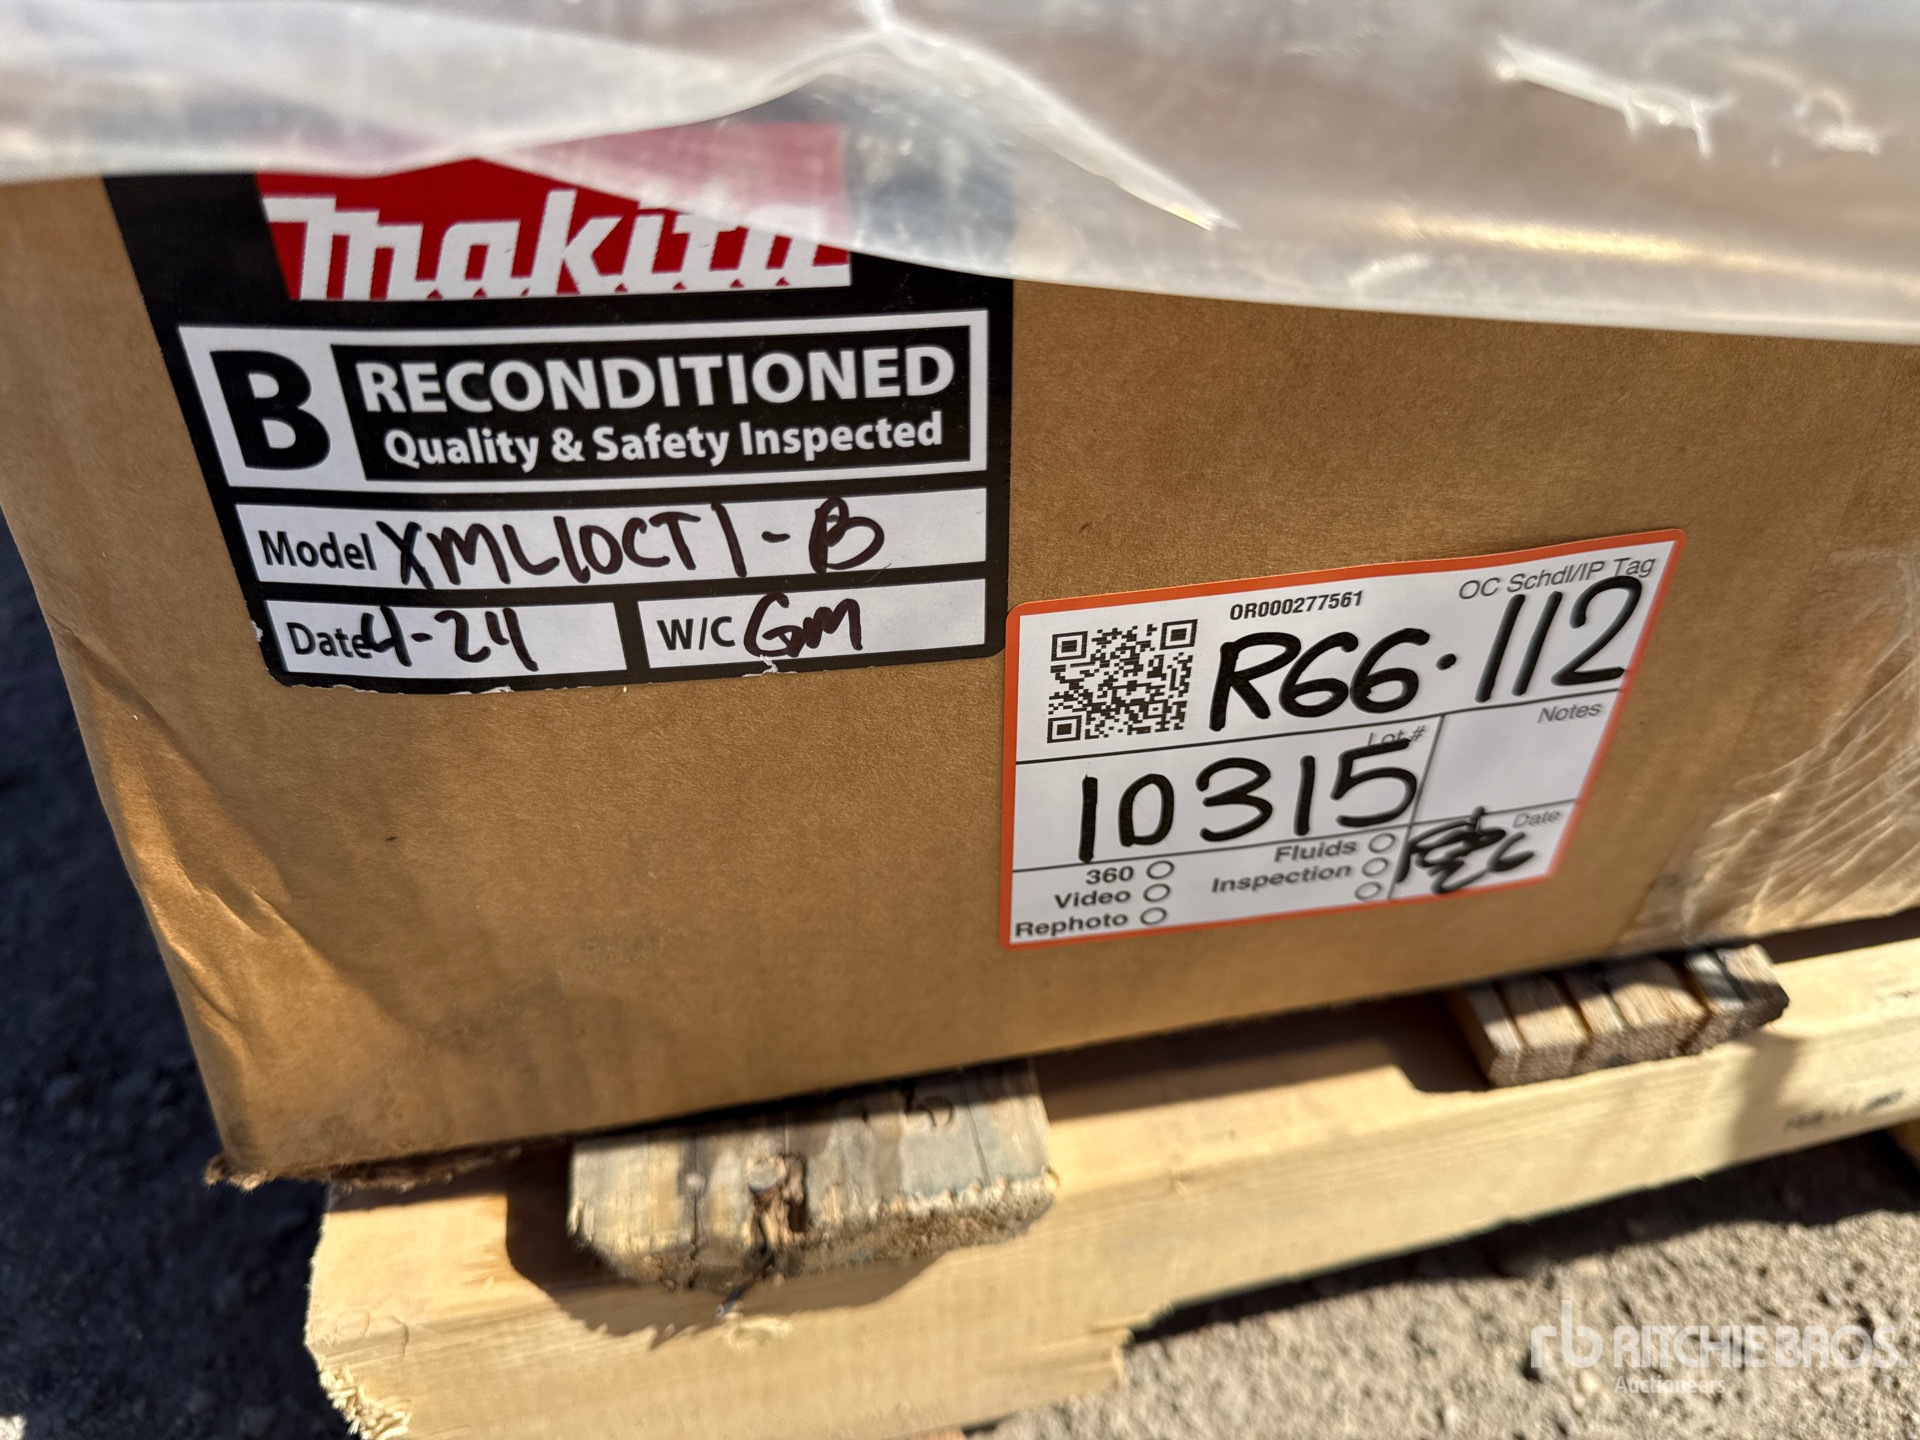 makita
B RECONDITIONED
Quality & Safety Inspected
Model XML10CT1-B
Date 4-24 W/C GM
OR000277561 OC Schdl/IP Tag
R66-112
Lot # Notes
10315
Date
360 Fluids
Video Inspection
Rephoto
rb RITCHIE BROS.
Auctioneers